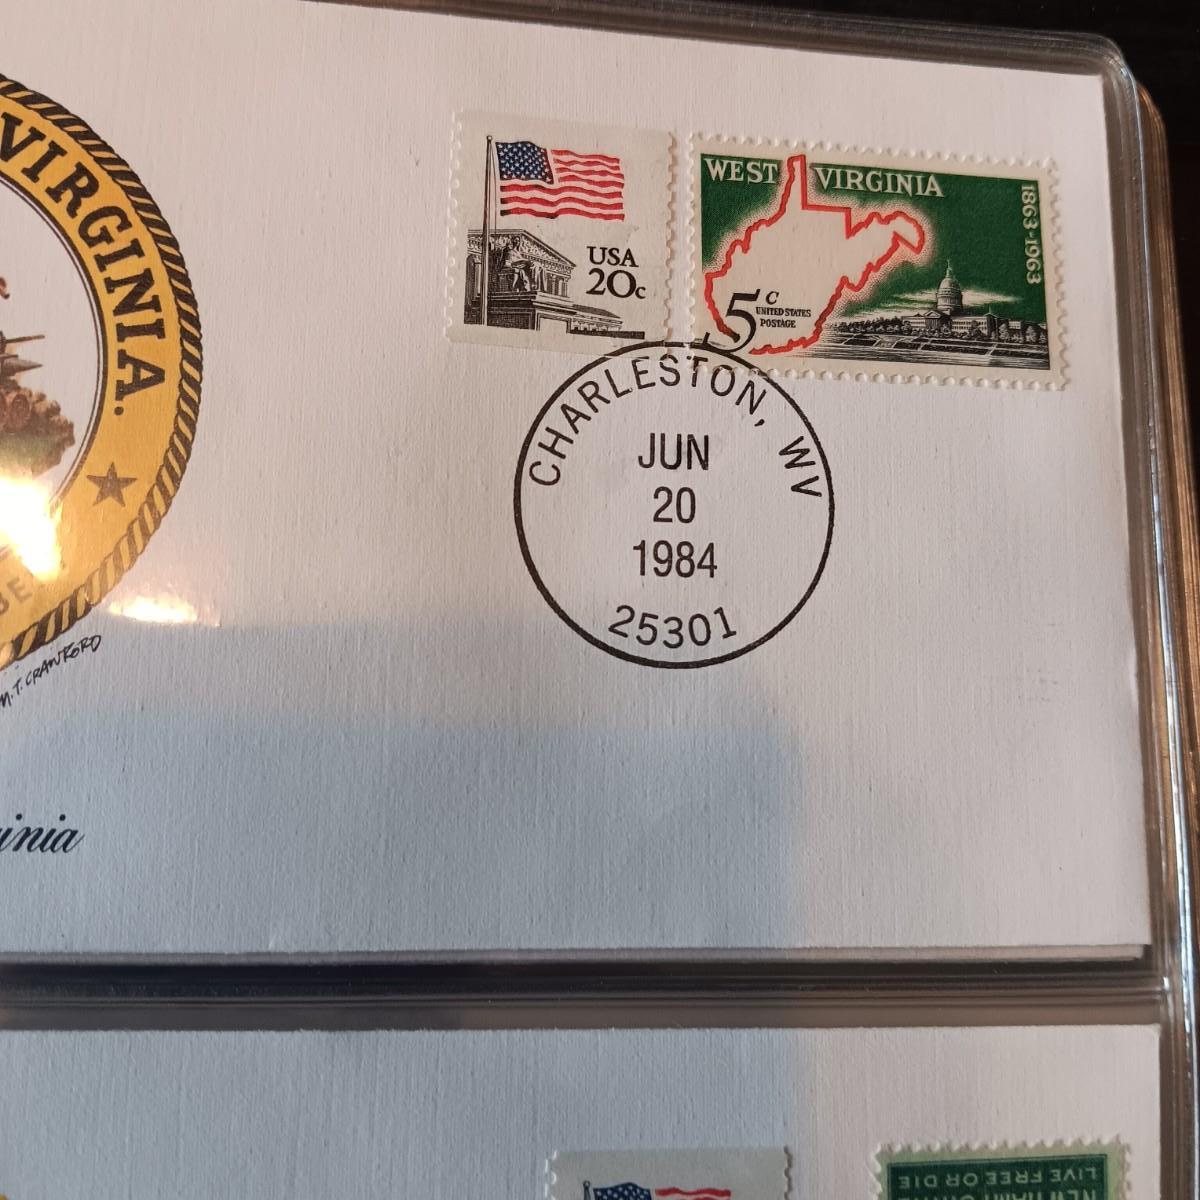 VIRGINIA.
M.T. CRAWFORD
USA
20c
WEST VIRGINIA
1863-1963
5c
UNITED STATES
POSTAGE
CHARLESTON, WV
JUN
20
1984
25301
inia
LIVE FREE OR DIE